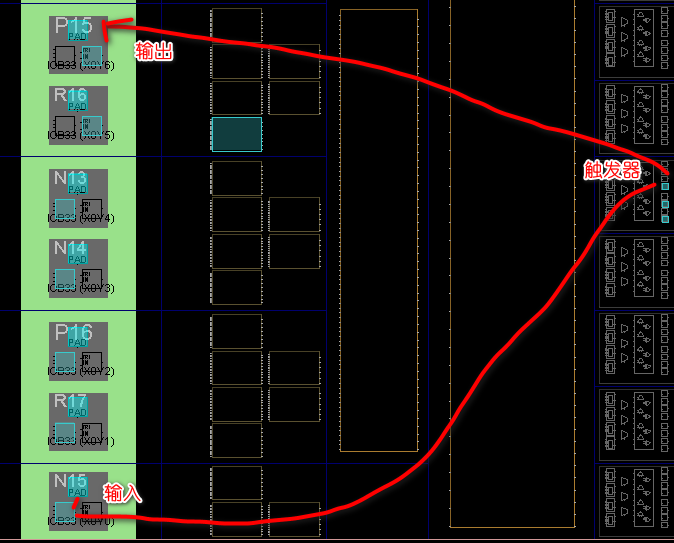 P15
PAD
输出
IOB33 (X0Y6)
R16
PAD
IOB33 (X0Y5)
触发器
N13
PAD
IOB33 (X0Y4)
N14
PAD
IOB33 (X0Y3)
P16
PAD
IOB33 (X0Y2)
R17
PAD
IOB33 (X0Y1)
N15
PAD
输入
IOB33 (X0Y0)